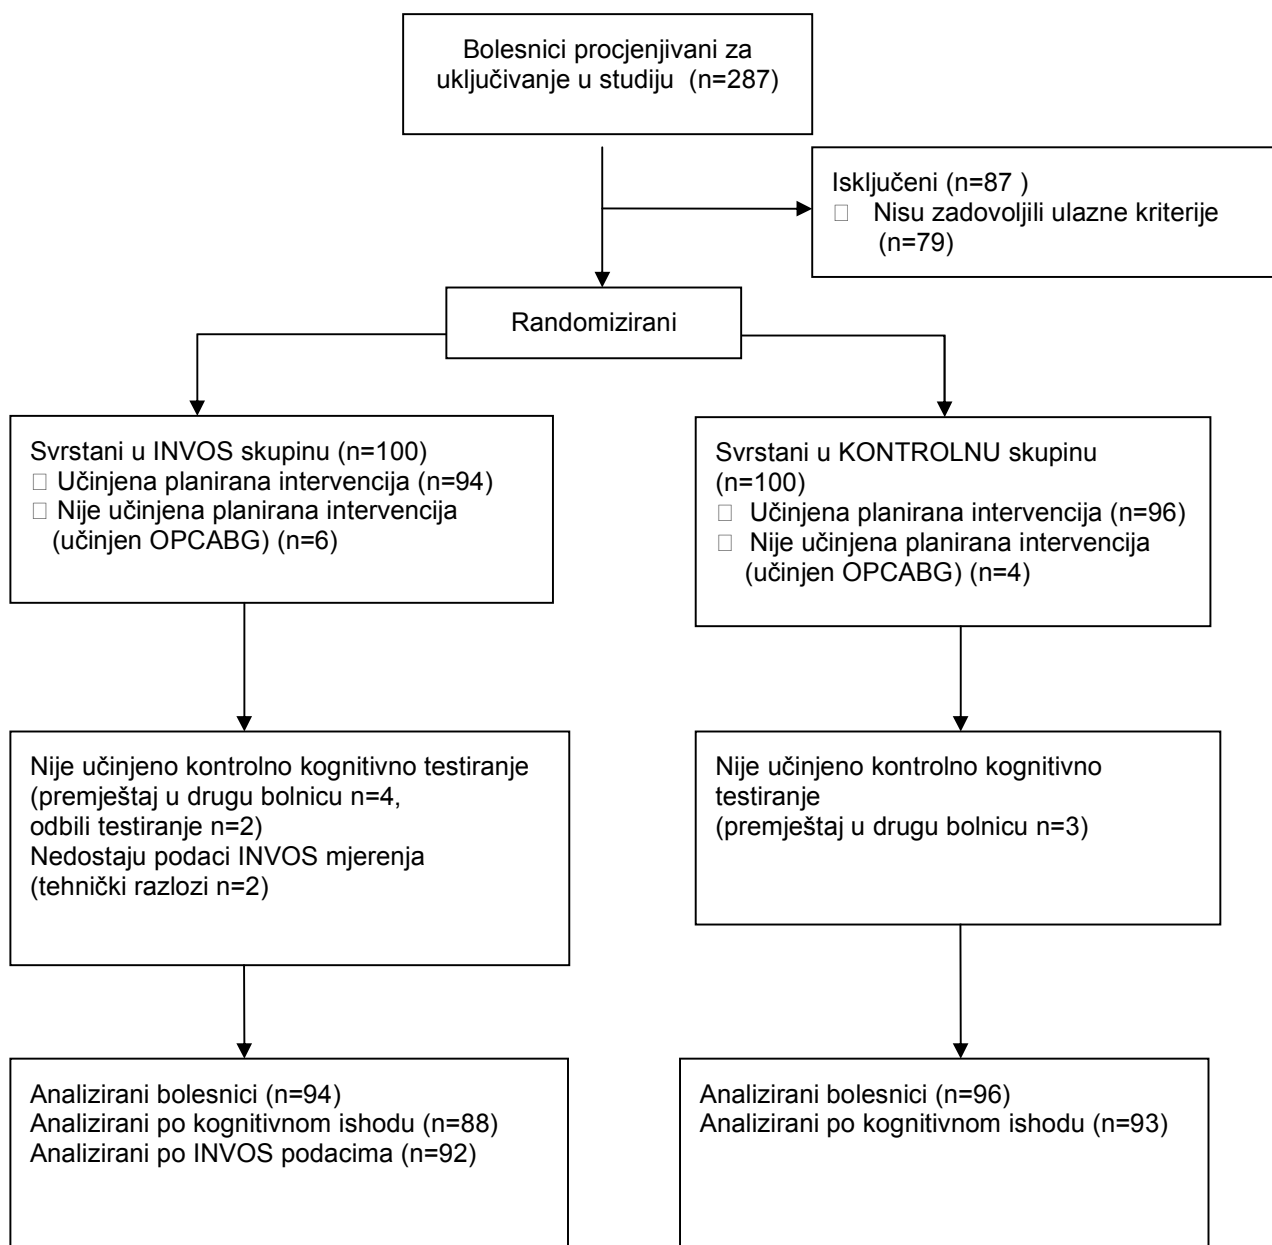 Bolesnici procjenjivani za
uključivanje u studiju (n=287)
Isključeni (n=87 )
□ Nisu zadovoljili ulazne kriterije
(n=79)
Randomizirani
Svrstani u INVOS skupinu (n=100)
□ Učinjena planirana intervencija (n=94)
□ Nije učinjena planirana intervencija
(učinjen OPCABG) (n=6)
Svrstani u KONTROLNU skupinu
(n=100)
□ Učinjena planirana intervencija (n=96)
□ Nije učinjena planirana intervencija
(učinjen OPCABG) (n=4)
Nije učinjeno kontrolno kognitivno testiranje
(premještaj u drugu bolnicu n=4,
odbili testiranje n=2)
Nedostaju podaci INVOS mjerenja
(tehnički razlozi n=2)
Nije učinjeno kontrolno kognitivno
testiranje
(premještaj u drugu bolnicu n=3)
Analizirani bolesnici (n=94)
Analizirani po kognitivnom ishodu (n=88)
Analizirani po INVOS podacima (n=92)
Analizirani bolesnici (n=96)
Analizirani po kognitivnom ishodu (n=93)